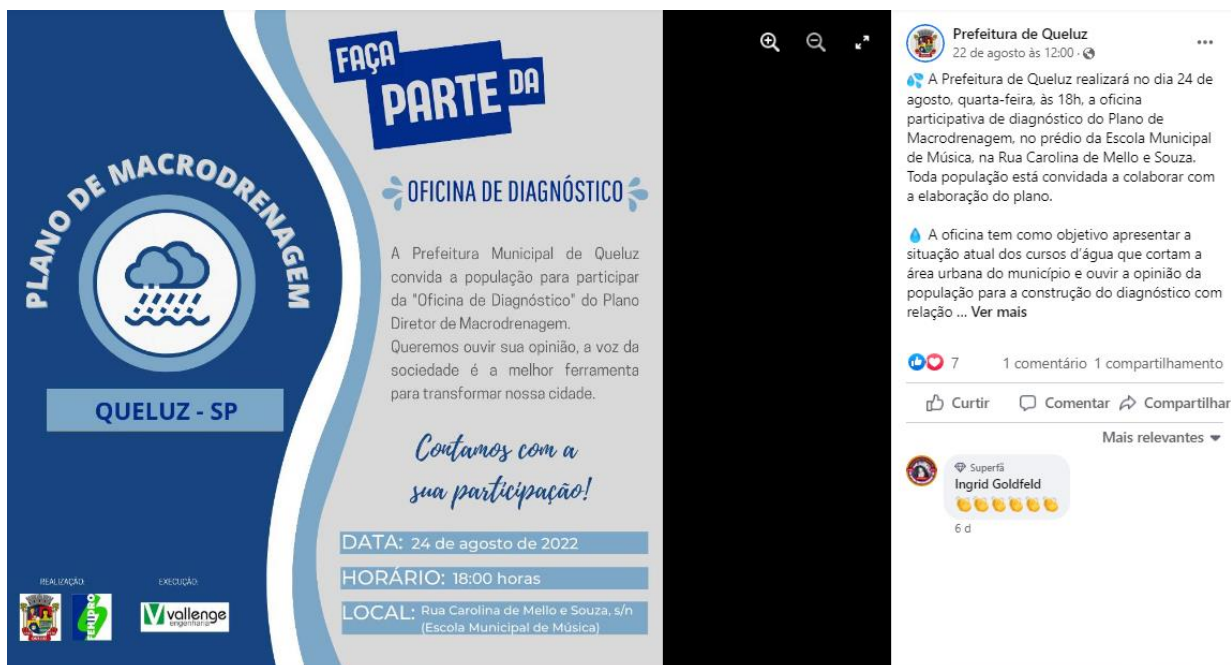 FAÇA
PARTE DA
PLANO DE MACRODRENAGEM
QUELUZ - SP
REALIZAÇÃO:
EXECUÇÃO:
FEHIDRO
vallenge
engenharia
OFICINA DE DIAGNÓSTICO
A Prefeitura Municipal de Queluz
convida a população para participar
da "Oficina de Diagnóstico" do Plano
Diretor de Macrodrenagem.
Queremos ouvir sua opinião, a voz da
sociedade é a melhor ferramenta
para transformar nossa cidade.
Contamos com a
sua participação!
DATA: 24 de agosto de 2022
HORÁRIO: 18:00 horas
LOCAL: Rua Carolina de Mello e Souza, s/n
(Escola Municipal de Música)
Prefeitura de Queluz
22 de agosto às 12:00 ·
💦 A Prefeitura de Queluz realizará no dia 24 de
agosto, quarta-feira, às 18h, a oficina
participativa de diagnóstico do Plano de
Macrodrenagem, no prédio da Escola Municipal
de Música, na Rua Carolina de Mello e Souza.
Toda população está convidada a colaborar com
a elaboração do plano.
💧 A oficina tem como objetivo apresentar a
situação atual dos cursos d'água que cortam a
área urbana do município e ouvir a opinião da
população para a construção do diagnóstico com
relação ... Ver mais
7 1 comentário 1 compartilhamento
Curtir Comentar Compartilhar
Mais relevantes
Superfã
Ingrid Goldfeld
👏👏👏👏👏👏
6 d